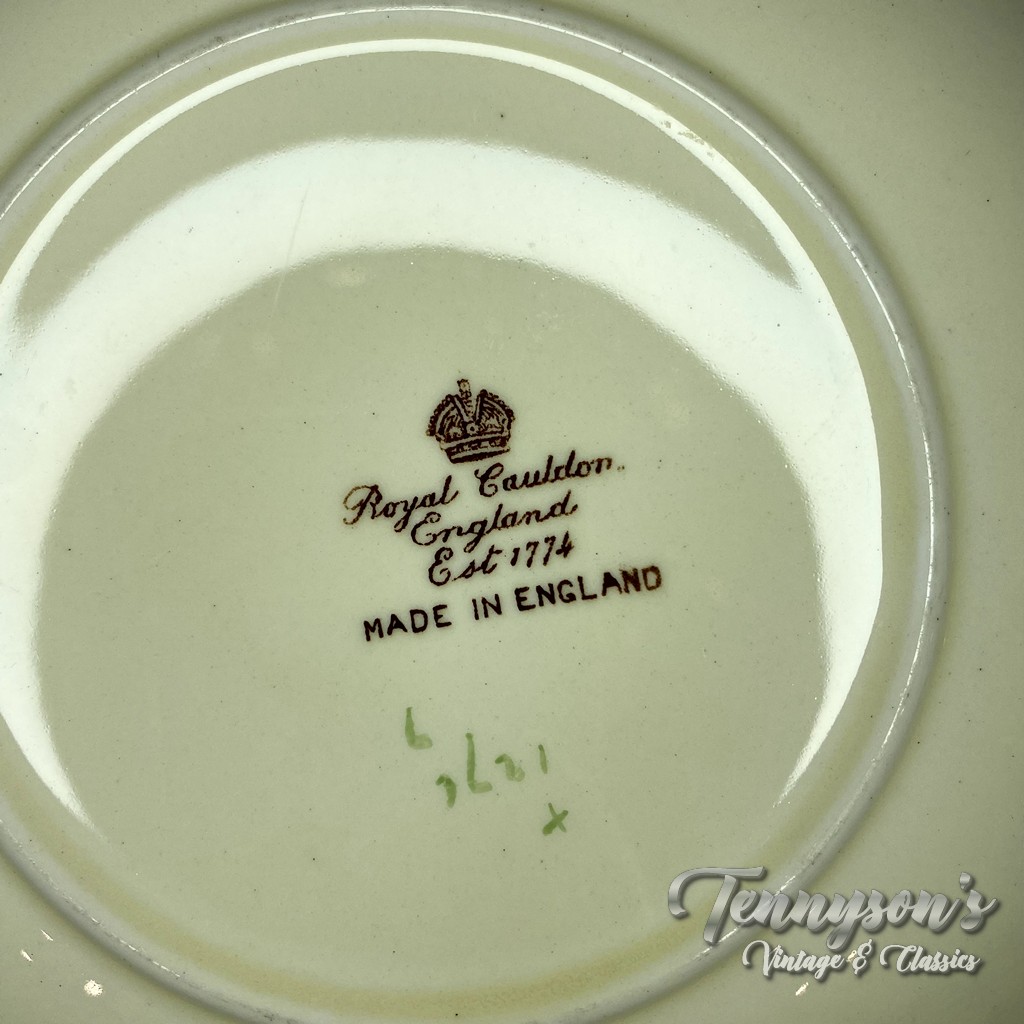 Royal Cauldon.
England
Est 1774
MADE IN ENGLAND
X
Tennyson's
Vintage & Classics